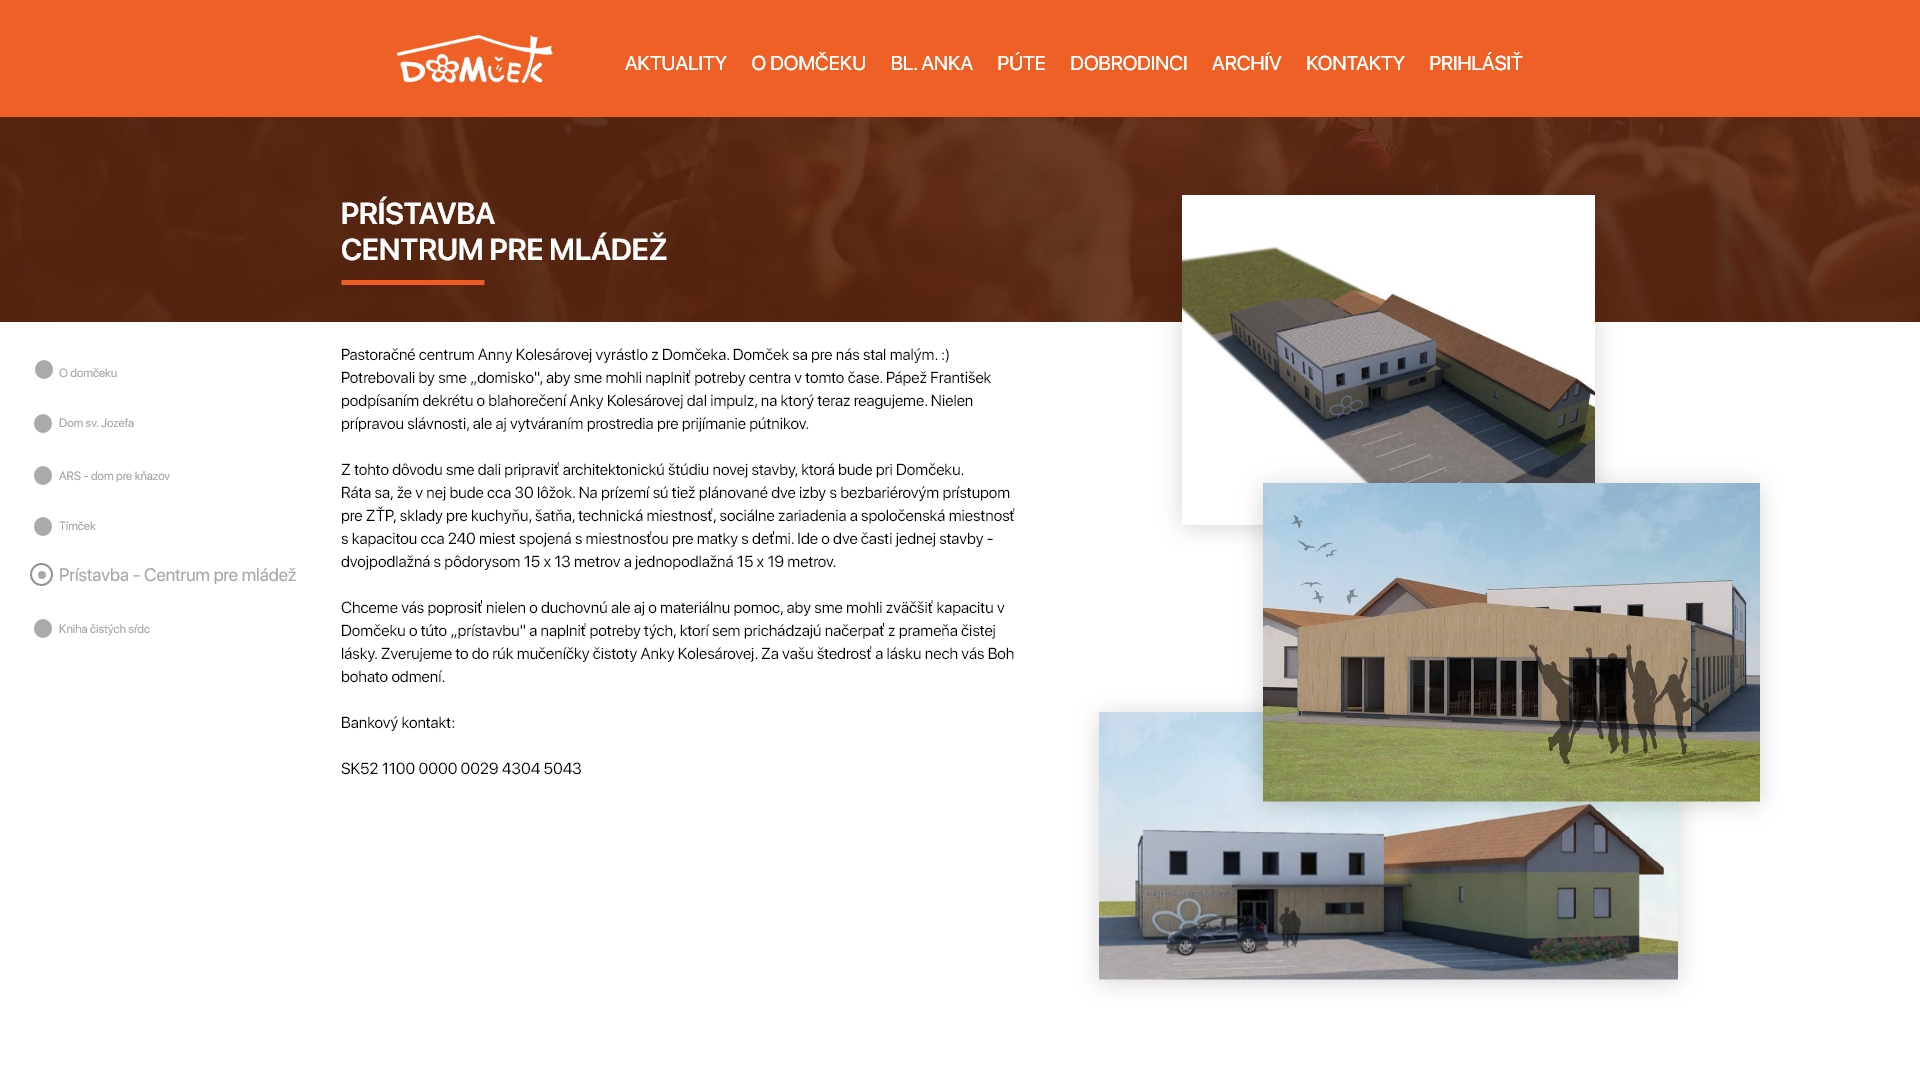 DOMČEK
AKTUALITY O DOMČEKU BL. ANKA PÚTE DOBRODINCI ARCHÍV KONTAKTY PRIHLÁSIŤ
PRÍSTAVBA
CENTRUM PRE MLÁDEŽ
O domčeku
Dom sv. Jozefa
ARS - dom pre kňazov
Tímček
Prístavba - Centrum pre mládež
Kniha čistých sŕdc
Pastoračné centrum Anny Kolesárovej vyrástlo z Domčeka. Domček sa pre nás stal malým. :)
Potrebovali by sme „domisko", aby sme mohli naplniť potreby centra v tomto čase. Pápež František
podpísaním dekrétu o blahorečení Anky Kolesárovej dal impulz, na ktorý teraz reagujeme. Nielen
prípravou slávnosti, ale aj vytváraním prostredia pre prijímanie pútnikov.
Z tohto dôvodu sme dali pripraviť architektonickú štúdiu novej stavby, ktorá bude pri Domčeku.
Ráta sa, že v nej bude cca 30 lôžok. Na prízemí sú tiež plánované dve izby s bezbariérovým prístupom
pre ZŤP, sklady pre kuchyňu, šatňa, technická miestnosť, sociálne zariadenia a spoločenská miestnosť
s kapacitou cca 240 miest spojená s miestnosťou pre matky s deťmi. Ide o dve časti jednej stavby -
dvojpodlažná s pôdorysom 15 x 13 metrov a jednopodlažná 15 x 19 metrov.
Chceme vás poprosiť nielen o duchovnú ale aj o materiálnu pomoc, aby sme mohli zväčšiť kapacitu v
Domčeku o túto „prístavbu" a naplniť potreby tých, ktorí sem prichádzajú načerpať z prameňa čistej
lásky. Zverujeme to do rúk mučeníčky čistoty Anky Kolesárovej. Za vašu štedrosť a lásku nech vás Boh
bohato odmení.
Bankový kontakt:
SK52 1100 0000 0029 4304 5043